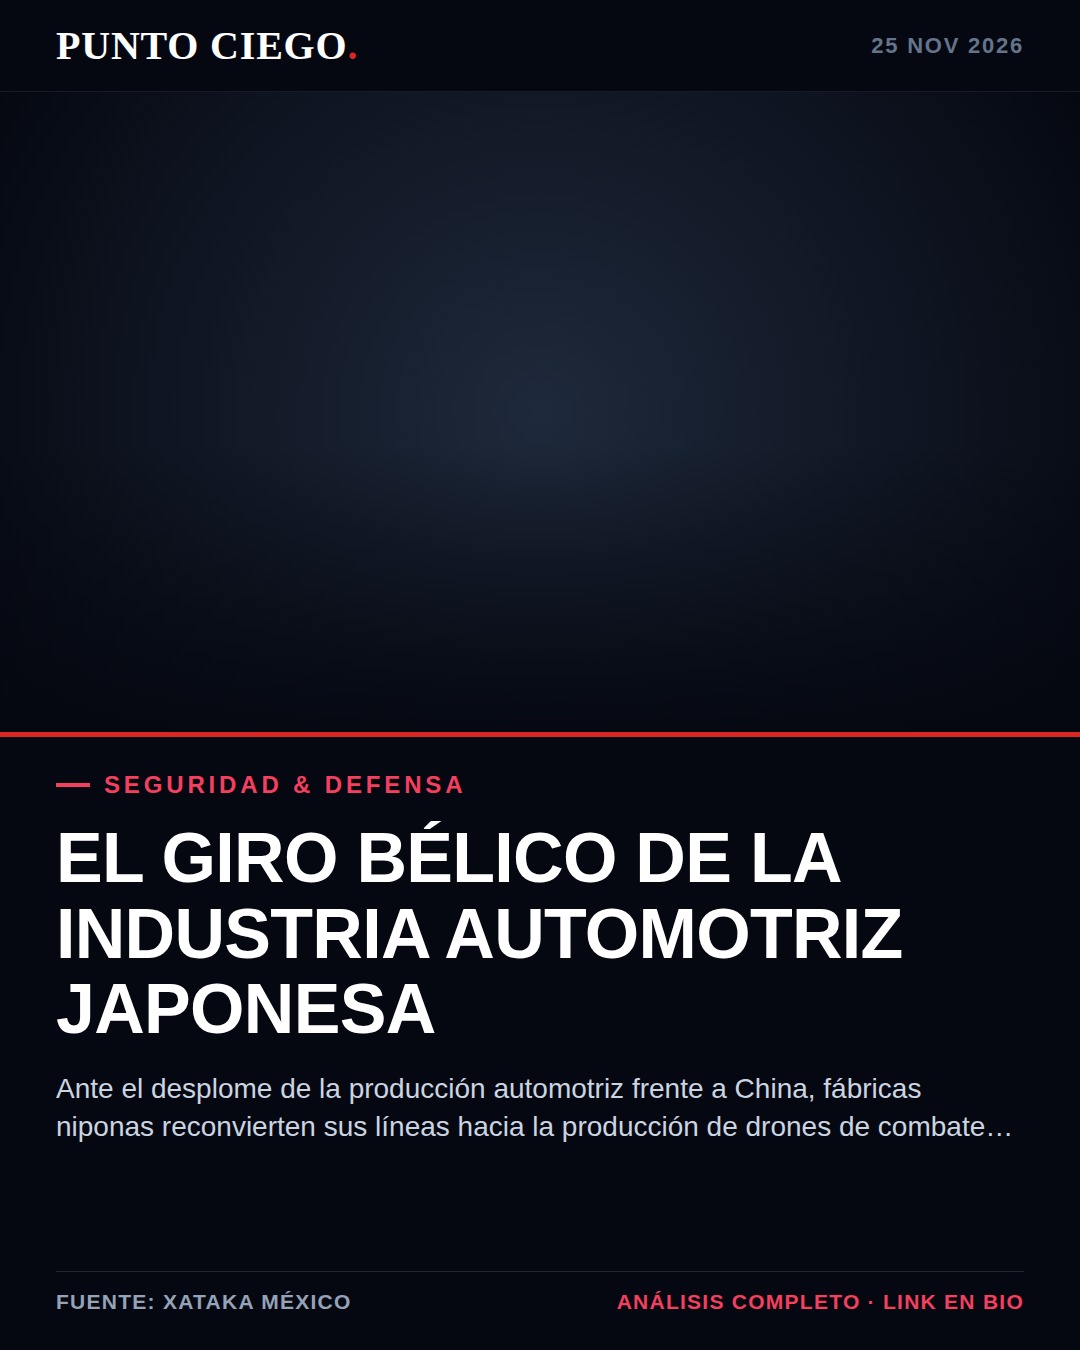 PUNTO CIEGO.
25 NOV 2026
SEGURIDAD & DEFENSA
EL GIRO BÉLICO DE LA
INDUSTRIA AUTOMOTRIZ
JAPONESA
Ante el desplome de la producción automotriz frente a China, fábricas
niponas reconvierten sus líneas hacia la producción de drones de combate…
FUENTE: XATAKA MÉXICO
ANÁLISIS COMPLETO · LINK EN BIO